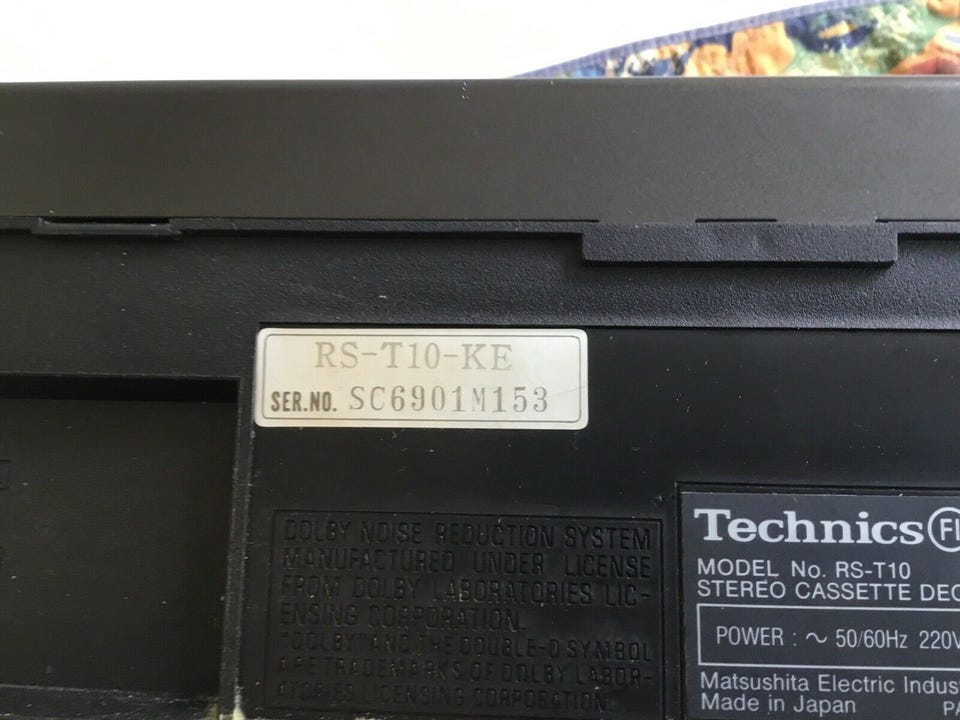 RS-T10-KE
SER.NO. SC6901M153
DOLBY NOISE REDUCTION SYSTEM
MANUFACTURED UNDER LICENSE
FROM DOLBY LABORATORIES LIC-
ENSING CORPORATION.
"DOLBY" AND THE DOUBLE-D SYMBOL
ARE TRADEMARKS OF DOLBY LABOR-
ATORIES LICENSING CORPORATION.
Technics FI
MODEL No. RS-T10
STEREO CASSETTE DEC
POWER : ~ 50/60Hz 220V
Matsushita Electric Indus
Made in Japan PA